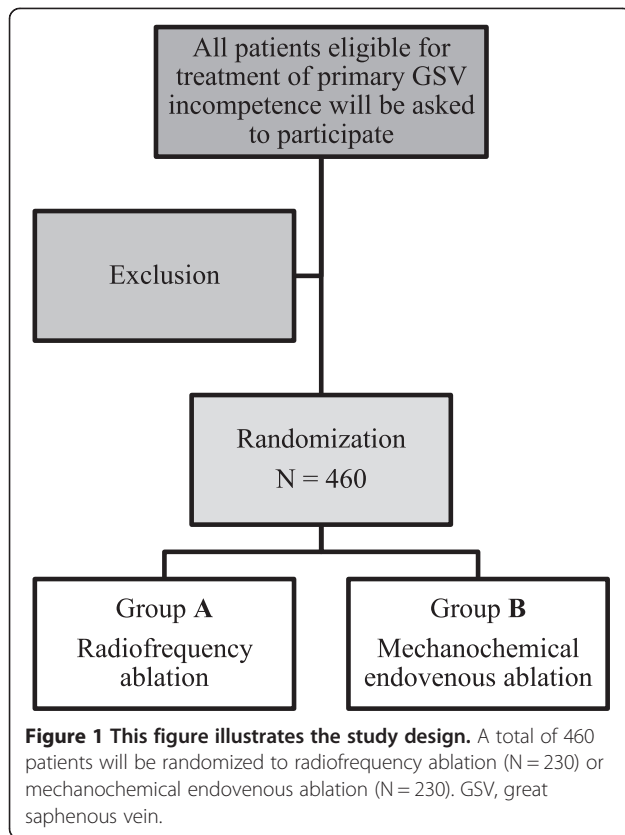 All patients eligible for
treatment of primary GSV
incompetence will be asked
to participate
Exclusion
Randomization
N = 460
Group A
Radiofrequency
ablation
Group B
Mechanochemical
endovenous ablation
Figure 1 This figure illustrates the study design. A total of 460
patients will be randomized to radiofrequency ablation (N = 230) or
mechanochemical endovenous ablation (N = 230). GSV, great
saphenous vein.